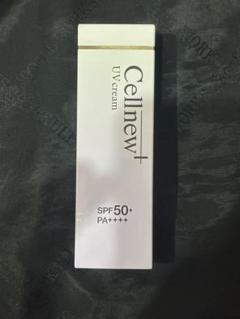 Cellnew+
UV cream
SPF50+
PA++++